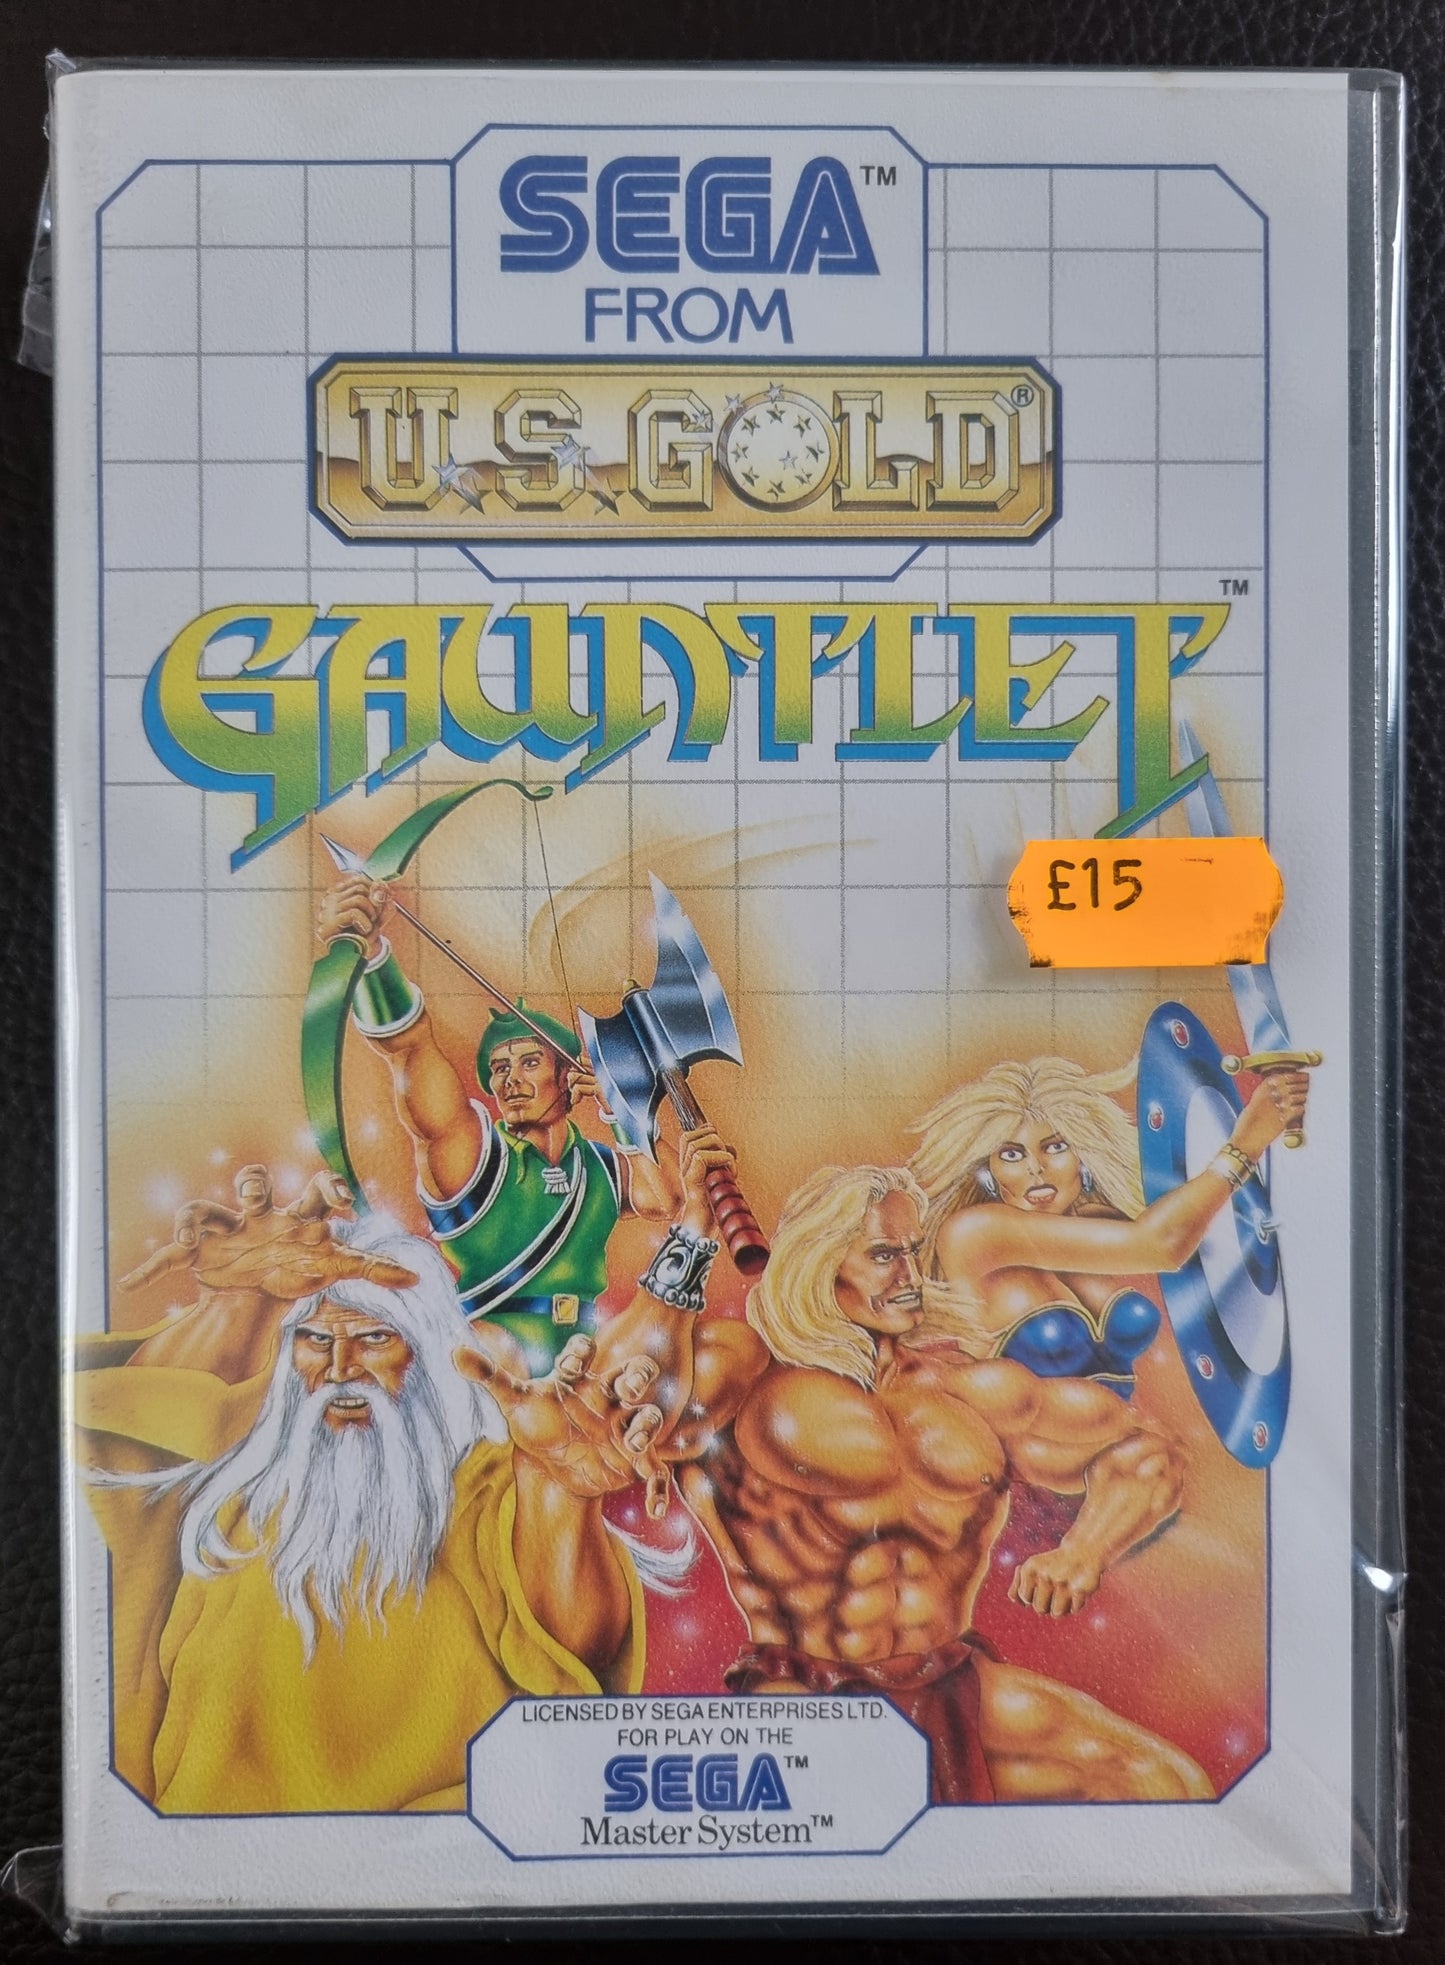 SEGA™
FROM
U.S. GOLD®
GAUNTLET™
£15
LICENSED BY SEGA ENTERPRISES LTD.
FOR PLAY ON THE
SEGA™
Master System™